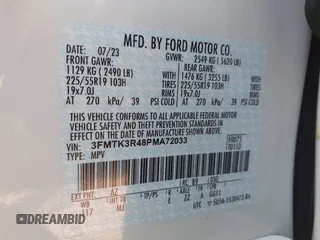 MFD. BY FORD MOTOR CO.
07/23 GVWR: 2549 KG ( 5620 LB)
FRONT GAWR: REAR GAWR:
1129 KG ( 2490 LB) 1476 KG ( 3255 LB)
225/55R19 103H 225/55R19 103H
19x7.0J 19x7.0J
AT 270 kPa/ 39 PSI COLD AT 270 kPa/ 39 PSI COLD
THIS VEHICLE CONFORMS TO ALL APPLICABLE FEDERAL
MOTOR VEHICLE SAFETY AND
THEFT PREVENTION STANDARDS IN EFFECT ON THE DATE OF MANUFACTURE SHOWN ABOVE
VIN: 3FMTK3R48PMA72033
TYPE: MPV
EXT PNT: AZ
WB
DREAMBID